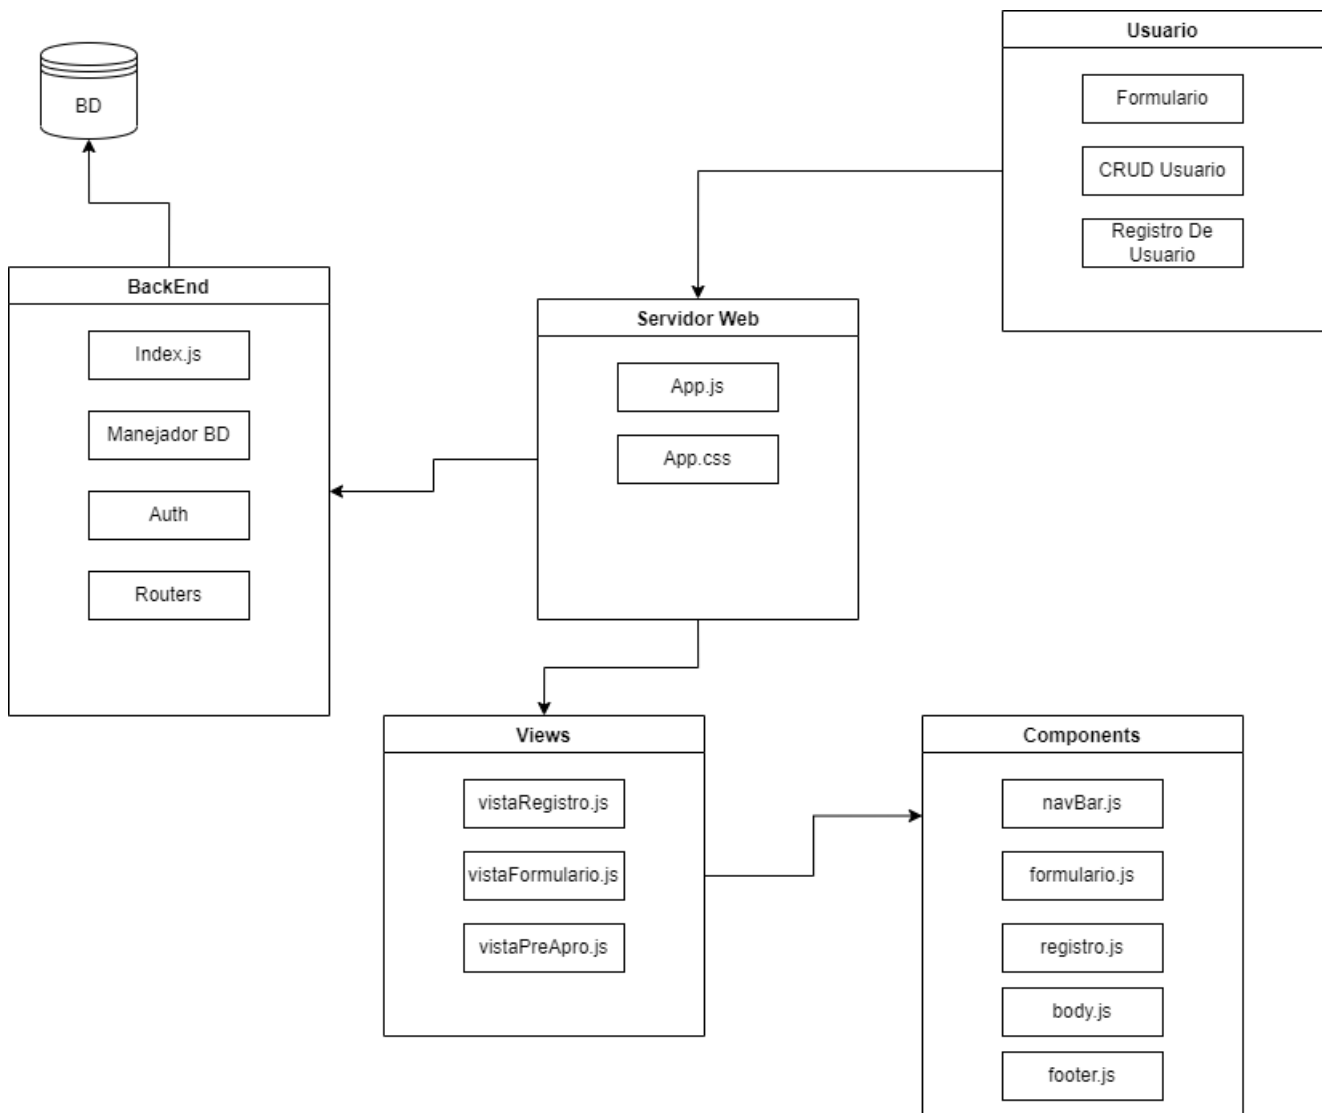 Usuario
Formulario
CRUD Usuario
Registro De
Usuario
BD
BackEnd
Index.js
Manejador BD
Auth
Routers
Servidor Web
App.js
App.css
Views
vistaRegistro.js
vistaFormulario.js
vistaPreApro.js
Components
navBar.js
formulario.js
registro.js
body.js
footer.js